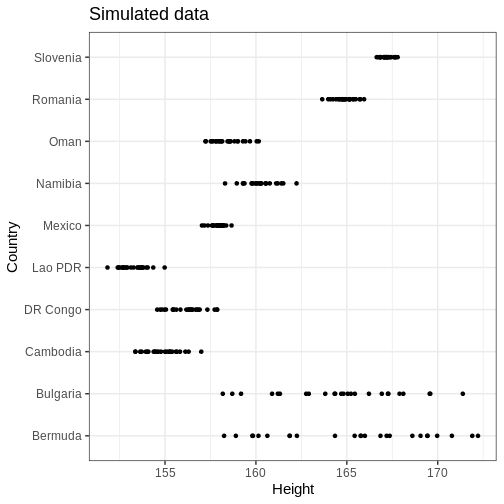 Simulated data
Slovenia
Romania
Oman
Namibia
Mexico
Lao PDR
DR Congo
Cambodia
Bulgaria
Bermuda
Country
155 160 165 170
Height